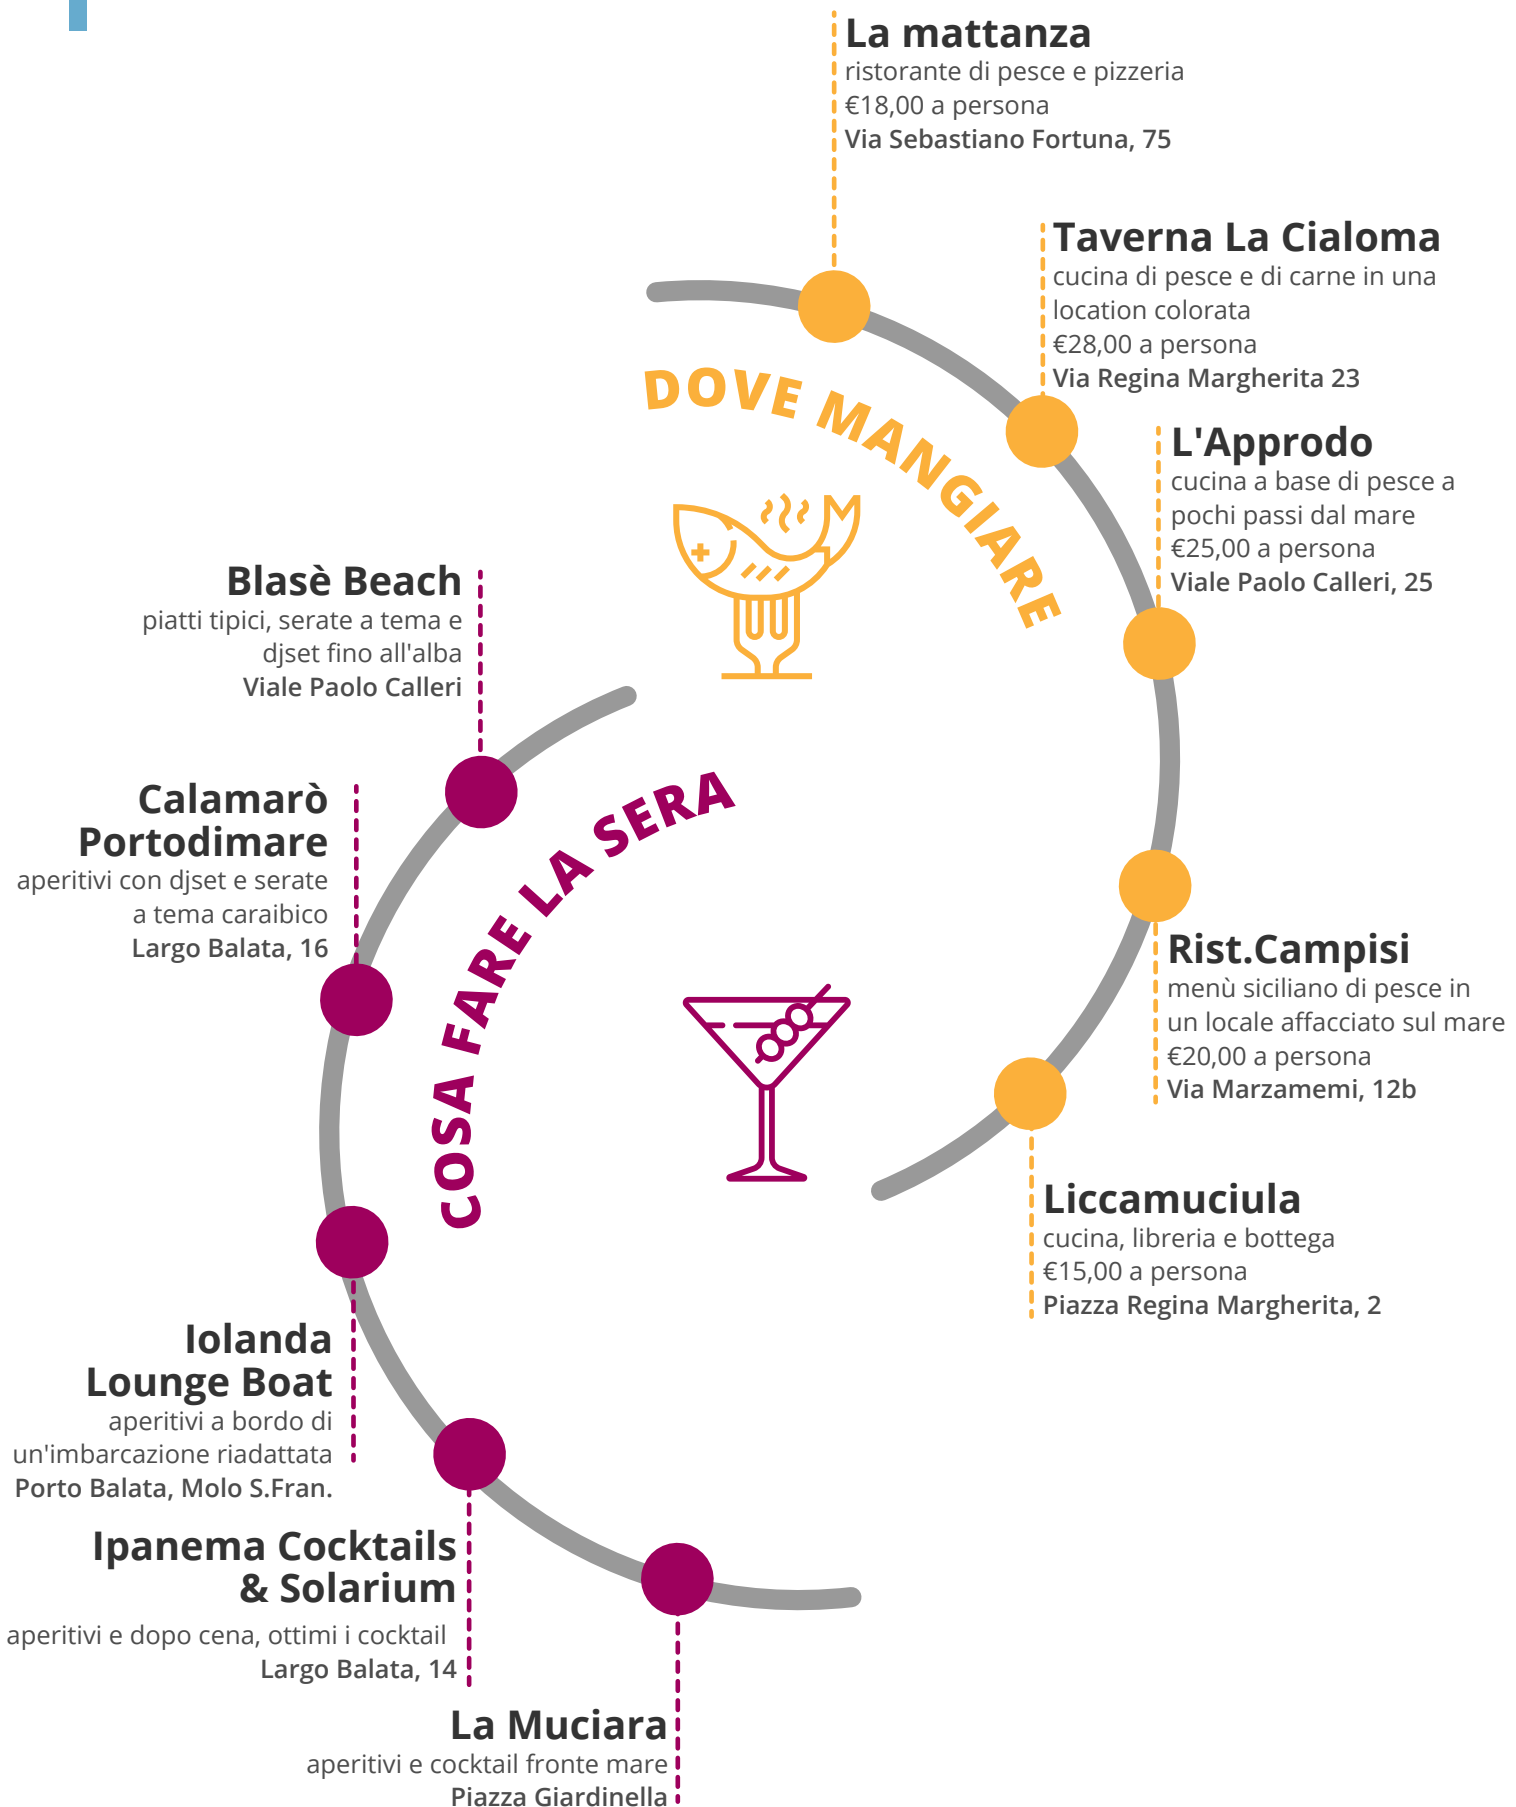 La mattanza
ristorante di pesce e pizzeria
€18,00 a persona
Via Sebastiano Fortuna, 75
Taverna La Cialoma
cucina di pesce e di carne in una
location colorata
€28,00 a persona
Via Regina Margherita 23
DOVE MANGIARE
L'Approdo
cucina a base di pesce a
pochi passi dal mare
€25,00 a persona
Viale Paolo Calleri, 25
Rist.Campisi
menù siciliano di pesce in
un locale affacciato sul mare
€20,00 a persona
Via Marzamemi, 12b
Liccamuciula
cucina, libreria e bottega
€15,00 a persona
Piazza Regina Margherita, 2
Blasè Beach
piatti tipici, serate a tema e
djset fino all'alba
Viale Paolo Calleri
COSA FARE LA SERA
Calamarò
Portodimare
aperitivi con djset e serate
a tema caraibico
Largo Balata, 16
Iolanda
Lounge Boat
aperitivi a bordo di
un'imbarcazione riadattata
Porto Balata, Molo S.Fran.
Ipanema Cocktails
& Solarium
aperitivi e dopo cena, ottimi i cocktail
Largo Balata, 14
La Muciara
aperitivi e cocktail fronte mare
Piazza Giardinella